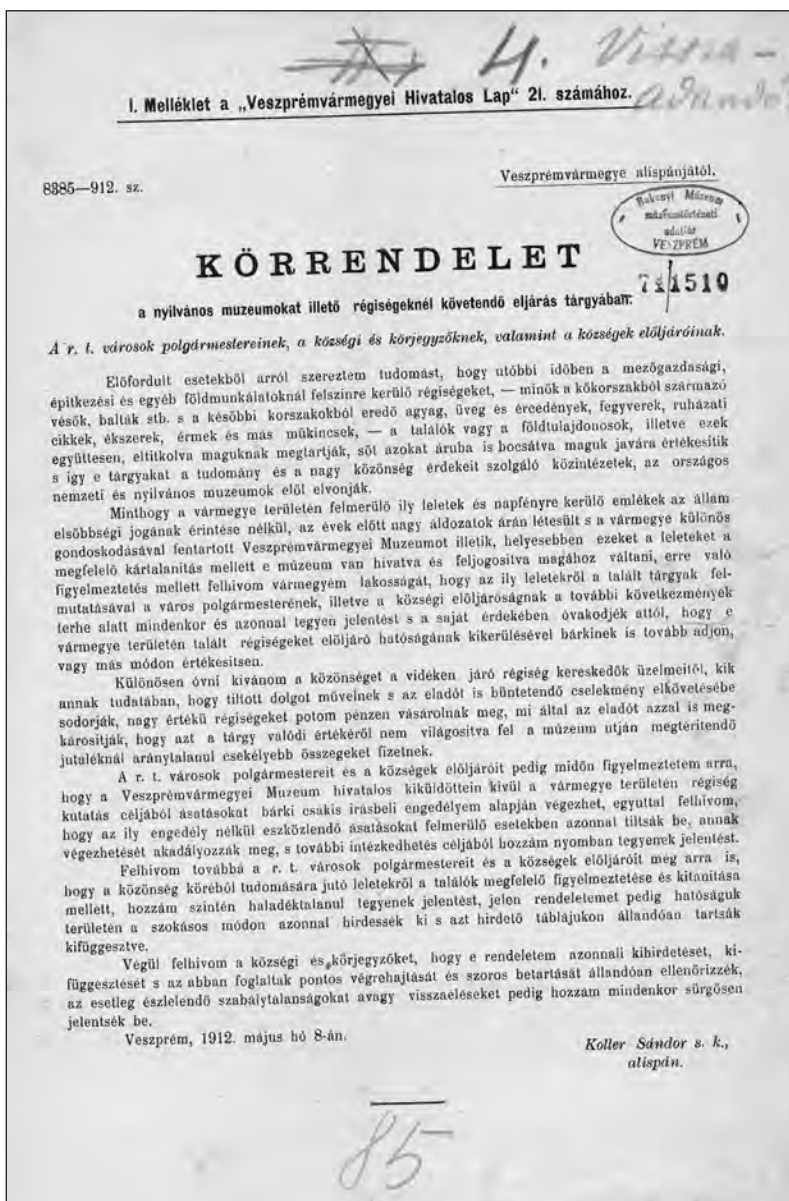 4. Vissza-
adandó
I. Melléklet a „Veszprémvármegyei Hivatalos Lap“ 21. számához.
8385—912. sz.
Veszprémvármegye alispánjától.
Bakonyi Múzeum
múzeumtörténeti
adattár
VESZPRÉM
KÖRRENDELET
1510
a nyilvános muzeumokat illető régiségeknél követendő eljárás tárgyában.
A r. t. városok polgármestereinek, a községi és körjegyzőknek, valamint a községek előljáróinak.
Előfordult esetekből arról szereztem tudomást, hogy utóbbi időben a mezőgazdasági,
építkezési és egyéb földmunkálatoknál felszinre kerülő régiségeket, — minők a kőkorszakból származó
vésők, balták stb. s a későbbi korszakokból eredő agyag, üveg és ércedények, fegyverek, ruházati
cikkek, ékszerek, érmek és más műkincsek, — a találók vagy a földtulajdonosok, illetve ezek
együttesen, eltitkolva maguknak megtartják, sőt azokat áruba is bocsátva maguk javára értékesitik
s igy e tárgyakat a tudomány és a nagy közönség érdekeit szolgáló közintézetek, az országos
nemzeti és nyilvános muzeumok elől elvonják.
Minthogy a vármegye területén felmerülő ily leletek és napfényre kerülő emlékek az állam
elsőbbségi jogának érintése nélkül, az évek előtt nagy áldozatok árán létesült s a vármegye különös
gondoskodásával fentartott Veszprémvármegyei Muzeumot illetik, helyesebben ezeket a leleteket a
megfelelő kártalanitás mellett e múzeum van hivatva és feljogositva magához váltani, erre való
figyelmeztetés mellett felhivom vármegyém lakosságát, hogy az ily leletekről a talált tárgyak fel-
mutatásával a város polgármesterének, illetve a községi előljáróságnak a további következmények
terhe alatt mindenkor és azonnal tegyen jelentést s a saját érdekében óvakodjék attól, hogy e
vármegye területén talált régiségeket előljáró hatóságának kikerülésével bárkinek is tovább adjon,
vagy más módon értékesitsen.
Különösen óvni kivánom a közönséget a vidéken járó régiség kereskedők üzelmeitől, kik
annak tudatában, hogy tiltott dolgot művelnek s az eladót is büntetendő cselekmény elkövetésébe
sodorják, nagy értékü régiségeket potom pénzen vásárolnak meg, mi által az eladót azzal is meg-
károsítják, hogy azt a tárgy valódi értékéről nem világositva fel a múzeum utján megtéritendő
jutaléknál aránytalanul csekélyebb összegeket fizetnek.
A r. t. városok polgármestereit és a községek előljáróit pedig midőn figyelmeztetem arra,
hogy a Veszprémvármegyei Muzeum hivatalos kiküldöttein kivül a vármegye területén régiség
kutatás céljából ásatásokat bárki csakis irásbeli engedélyem alapján végezhet, egyuttal felhivom,
hogy az ily engedély nélkül eszközlendő ásatásokat felmerülő esetekben azonnal tiltsák be, annak
végezhetését akadályozzák meg, s további intézkedhetés céljából hozzám nyomban tegyenek jelentést.
Felhivom továbbá a r. t. városok polgármestereit és a községek előljáróit még arra is,
hogy a közönség köréből tudomására jutó leletekről a találók megfelelő figyelmeztetése és kitanitása
mellett, hozzám szintén haladéktalanul tegyenek jelentést, jelen rendeletemet pedig hatóságuk
területén a szokásos módon azonnal hirdessék ki s azt hirdető táblájukon állandóan tartsák
kifüggesztve.
Végül felhivom a községi és körjegyzőket, hogy e rendeletem azonnali kihirdetését, ki-
függesztését s az abban foglaltak pontos végrehajtását és szoros betartását állandóan ellenőrizzék,
az esetleg észlelendő szabálytalanságokat avagy visszaéléseket pedig hozzám mindenkor sürgősen
jelentsék be.
Veszprém, 1912. május hó 8-án.
Koller Sándor s. k.,
alispán.
85